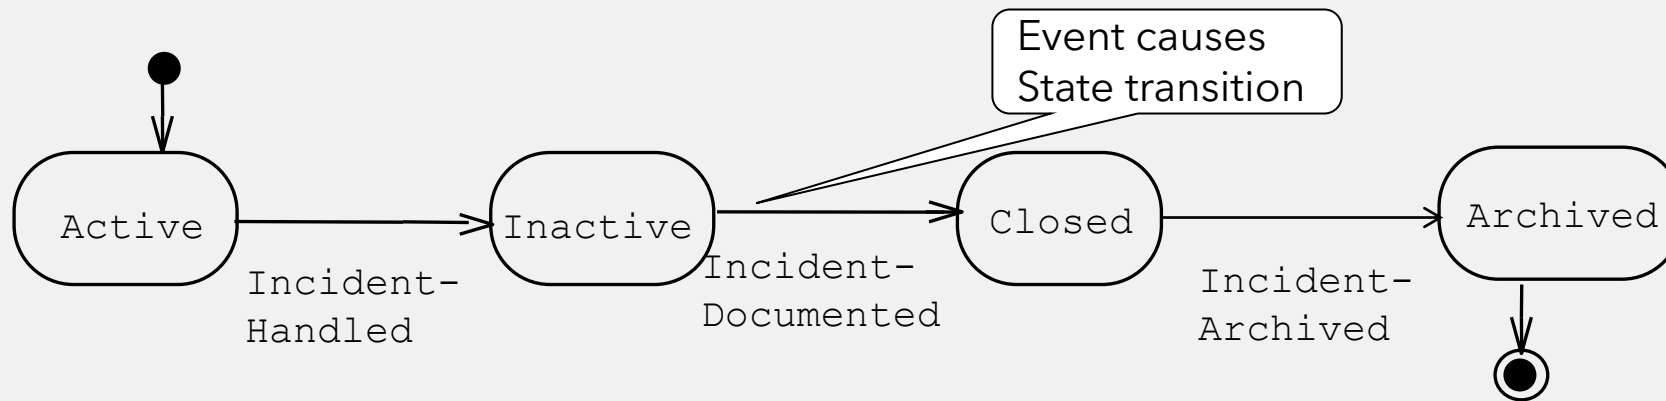 Event causes
State transition
Active
Inactive
Closed
Archived
Incident-
Handled
Incident-
Documented
Incident-
Archived